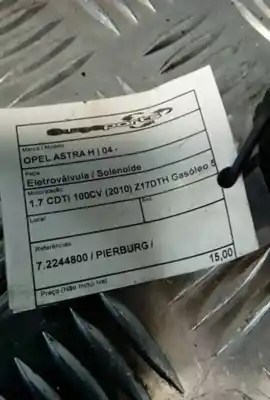 Marca / Modelo
OPEL ASTRA H | 04 -
Peça
Eletroválvula / Solenoide
Motorização
1.7 CDTI 100CV (2010) Z17DTH Gasóleo 5
Local
Referências
7.2244800 / PIERBURG /
Preço (Não inclui Iva)
15,00